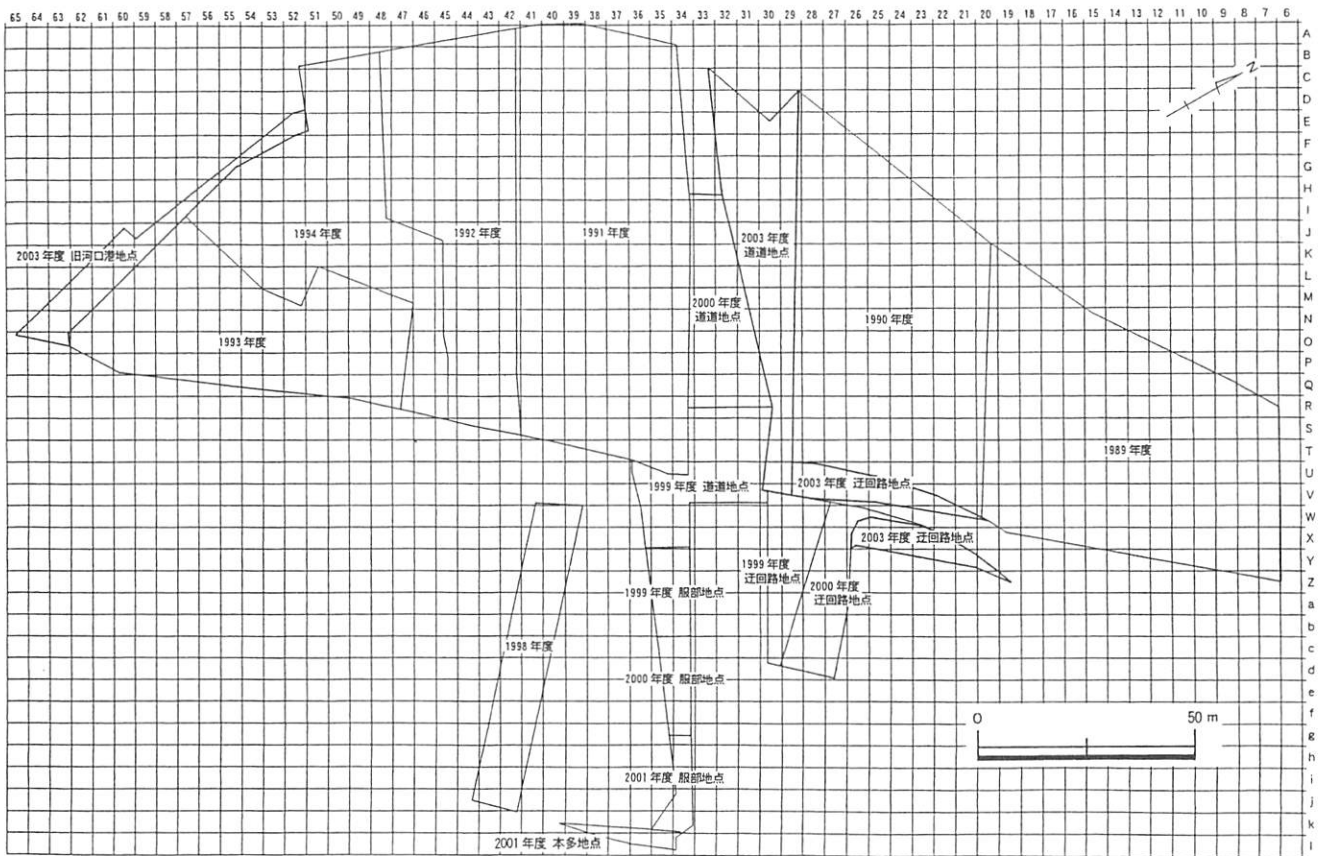 65 64 63 62 61 60 59 58 57 56 55 54 53 52 51 50 49 48 47 46 45 44 43 42 41 40 39 38 37 36 35 34 33 32 31 30 29 28 27 26 25 24 23 22 21 20 19 18 17 16 15 14 13 12 11 10 9 8 7 6
A
B
C
D
E
F
G
H
I
J
K
L
M
N
O
P
Q
R
S
T
U
V
W
X
Y
Z
a
b
c
d
e
f
g
h
i
j
k
l
N
1994 年度
1992 年度
1991 年度
2003 年度
道道地点
2003 年度 旧河口港地点
2000 年度
道道地点
1990 年度
1993 年度
1989 年度
1999 年度 道道地点
2003 年度 迂回路地点
2003 年度 迂回路地点
1999 年度
迂回路地点
1999 年度 服部地点
2000 年度
迂回路地点
1998 年度
2000 年度 服部地点
0 50 m
2001 年度 服部地点
2001 年度 本多地点